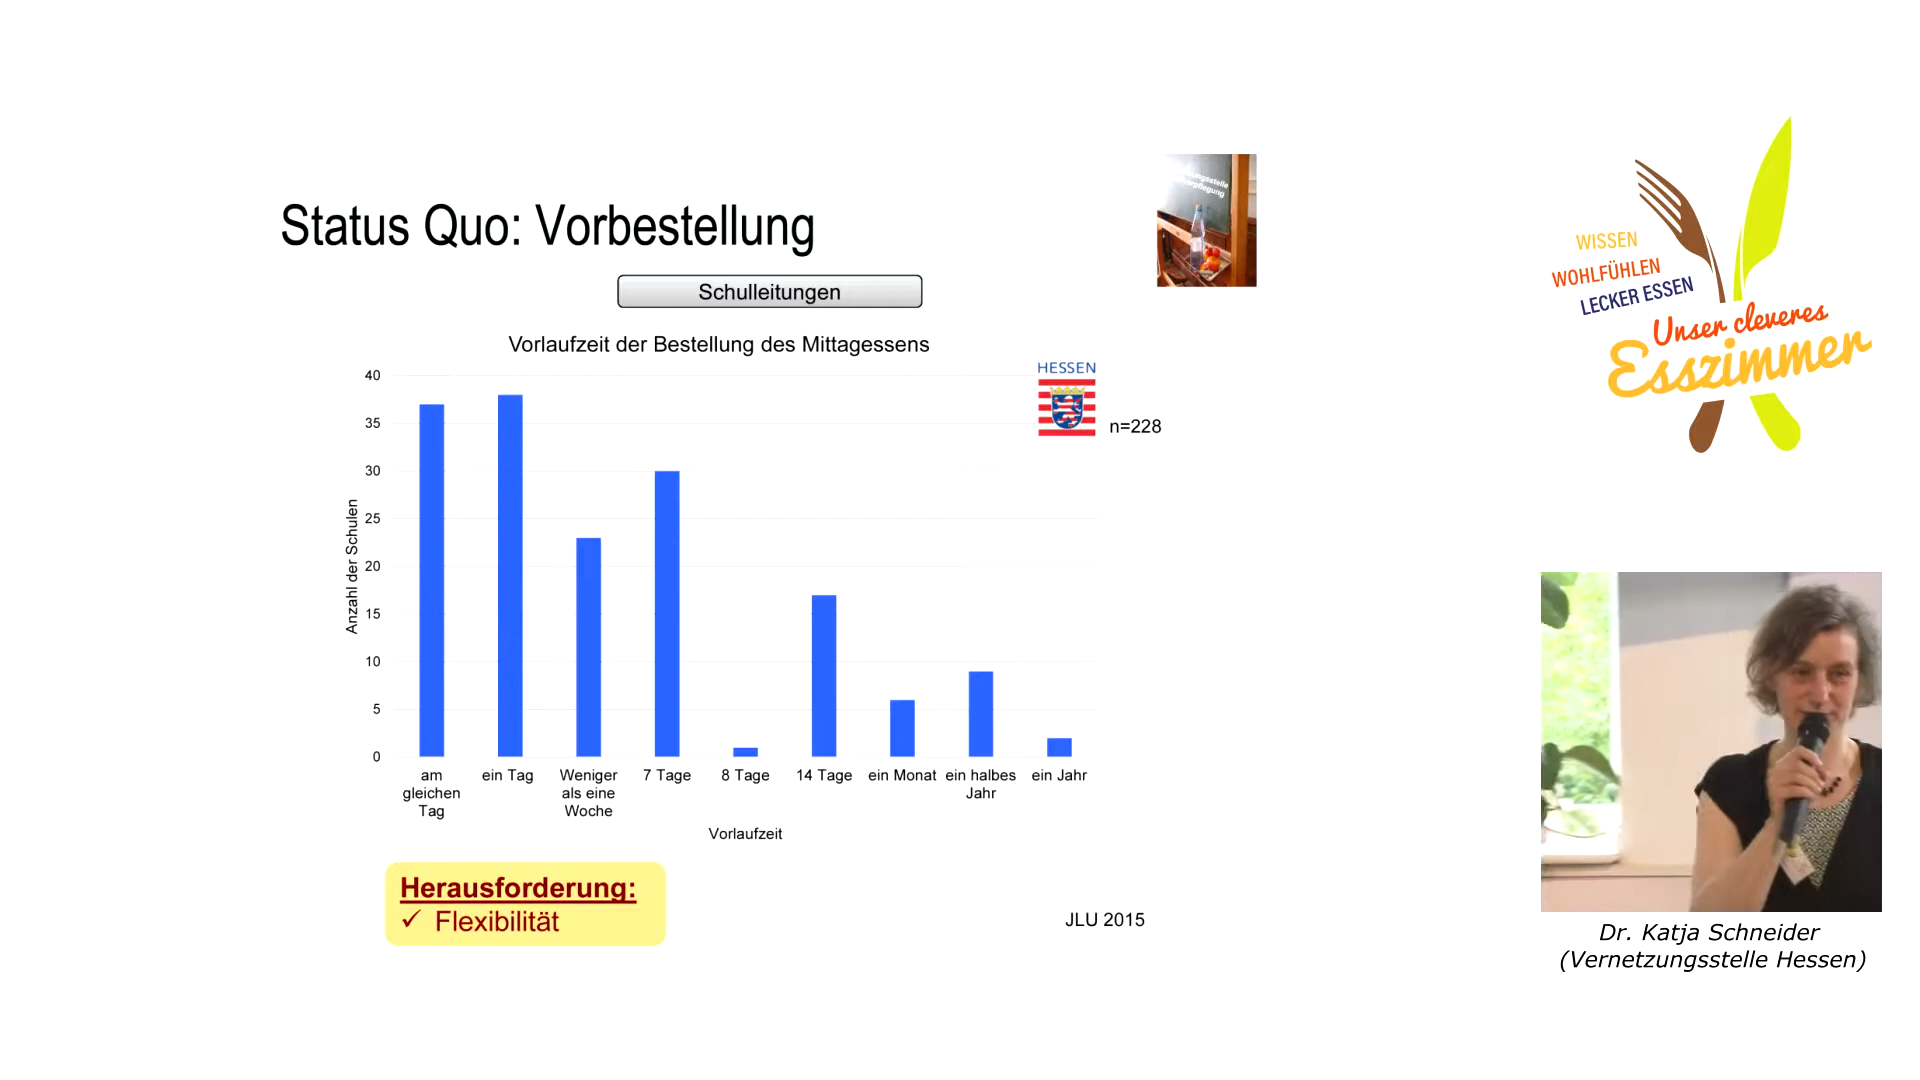 Status Quo: Vorbestellung
Schulleitungen
Vorlaufzeit der Bestellung des Mittagessens
HESSEN
n=228
40
35
30
25
20
15
10
5
0
Anzahl der Schulen
am gleichen Tag
ein Tag
Weniger als eine Woche
7 Tage
8 Tage
14 Tage
ein Monat
ein halbes Jahr
ein Jahr
Vorlaufzeit
Herausforderung:
✓ Flexibilität
JLU 2015
WISSEN
WOHLFÜHLEN
LECKER ESSEN
Unser cleveres
Esszimmer
Dr. Katja Schneider
(Vernetzungsstelle Hessen)